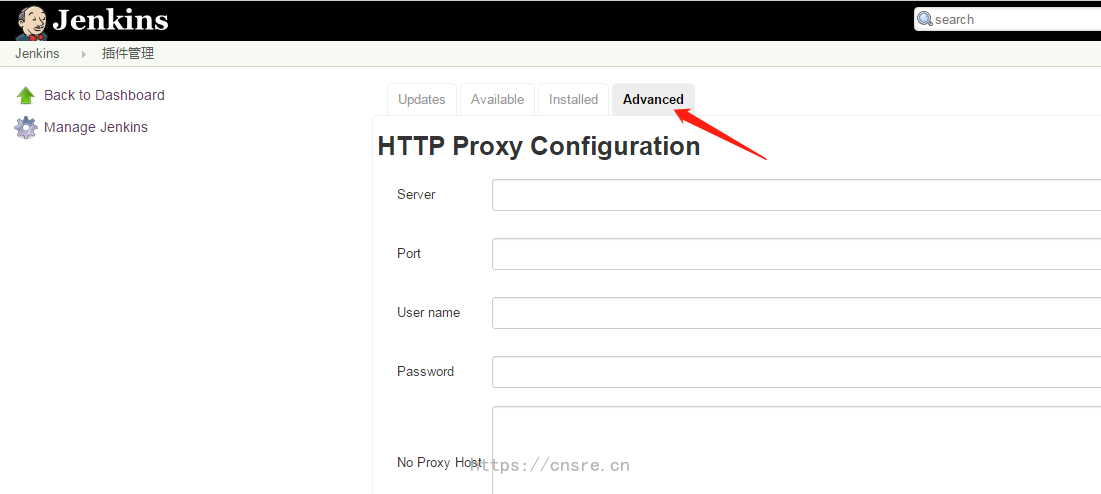 Jenkins
search
Jenkins 插件管理
Back to Dashboard
Manage Jenkins
Updates Available Installed Advanced
HTTP Proxy Configuration
Server
Port
User name
Password
No Proxy Host
https://cnsre.cn